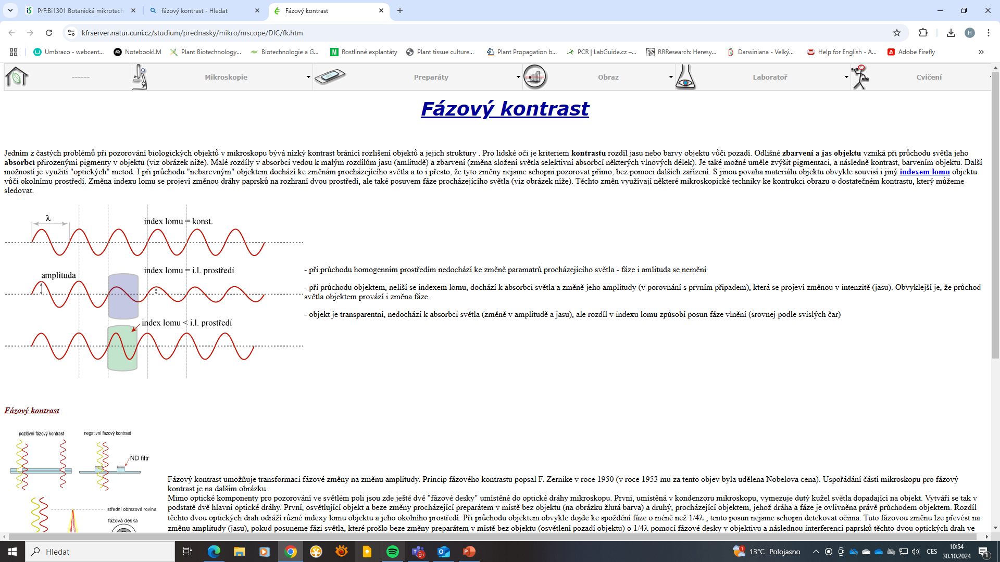 PřF:Bi1301 Botanická mikrotech
fázový kontrast - Hledat
Fázový kontrast
kfrserver.natur.cuni.cz/studium/prednasky/mikro/mscope/DIC/fk.htm
H
Umbraco - webcent...
NotebookLM
Plant Biotechnology...
Biotechnologie a G...
Rostlinné explantáty
Plant tissue culture...
Plant Propagation b...
PCR | LabGuide.cz –...
RRResearch: Heresy...
Darwiniana - Velký...
Help for English - A...
Adobe Firefly
------
Mikroskopie
Preparáty
Obraz
Laboratoř
Cvičení
Fázový kontrast
Jedním z častých problémů při pozorování biologických objektů v mikroskopu bývá nízký kontrast bránící rozlišení objektů a jejich struktury . Pro lidské oči je kriteriem kontrastu rozdíl jasu nebo barvy objektu vůči pozadí. Odlišné zbarvení a jas objektu vzniká při průchodu světla jeho
absorbcí přirozenými pigmenty v objektu (viz obrázek níže). Malé rozdíly v absorbci vedou k malým rozdílům jasu (amlitudě) a zbarvení (změna složení světla selektivní absorbcí některých vlnových délek). Je také možné uměle zvýšit pigmentaci, a následně kontrast, barvením objektu. Další
možností je využití "optických" metod. I při průchodu "nebarevným" objektem dochází ke změnám procházejícího světla a to i přesto, že tyto změny nejsme schopni pozorovat přímo, bez pomoci dalších zařízení. S jinou povaha materiálu objektu obvykle souvisí i jiný indexem lomu objektu
vůči okolnímu prostředí. Změna indexu lomu se projeví změnou dráhy paprsků na rozhraní dvou prostředí, ale také posuvem fáze procházejícího světla (viz obrázek níže). Těchto změn využívají některé mikroskopické techniky ke kontrukci obrazu o dostatečném kontrastu, který můžeme
sledovat.
λ
index lomu = konst.
amplituda
index lomu = i.l. prostředí
index lomu < i.l. prostředí
- při průchodu homogenním prostředím nedochází ke změně paramatrů procházejícího světla - fáze i amlituda se nemění
- při průchodu objektem, neliší se indexem lomu, dochází k absorbci světla a změně jeho amplitudy (v porovnání s prvním připadem), která se projeví změnou v intenzitě (jasu). Obvyklejší je, že průchod
světla objektem provází i změna fáze.
- objekt je transparentní, nedochází k absorbci světla (změně v amplitudě a jasu), ale rozdíl v indexu lomu způsobí posun fáze vlnění (srovnej podle svislých čar)
Fázový kontrast
pozitivní fázový kontrast
negativní fázový kontrast
ND filtr
střední obrazová rovina
fázová deska
Fázový kontrast umožňuje transformaci fázové změny na změnu amplitudy. Princip fázového kontrastu popsal F. Zernike v roce 1950 (v roce 1953 mu za tento objev byla udělena Nobelova cena). Uspořádání částí mikroskopu pro fázový
kontrast je na dalším obrázku.
Mimo optické komponenty pro pozorování ve světlém poli jsou zde ještě dvě "fázové desky" umístěné do optické dráhy mikroskopu. První, umístěná v kondenzoru mikroskopu, vymezuje dutý kužel světla dopadající na objekt. Vytváří se tak v
podstatě dvě hlavní optické dráhy. První, osvětlující objekt a beze změny procházející preparátem v místě bez objektu (na obrázku žlutá barva) a druhý, procházející objektem, jehož dráha a fáze je ovlivněna právě průchodem objektem. Rozdíl
těchto dvou optických drah odráží různé indexy lomu objektu a jeho okolního prostředí. Při průchodu objektem obvykle dojde ke spoždění fáze o méně než 1/4λ , tento posun nejsme schopni detekovat očima. Tuto fázovou změnu lze převést na
změnu amplitudy (jasu), pokud posuneme fázi světla, které prošlo beze změny preparátem v místě bez objektu (osvětlení pozadí objektu) o 1/4λ pomocí fázové desky v objektivu a následnou interferencí paprsků těchto dvou optických drah ve
Hledat
9+
1
13°C Polojasno
CES
10:54
30.10.2024
1